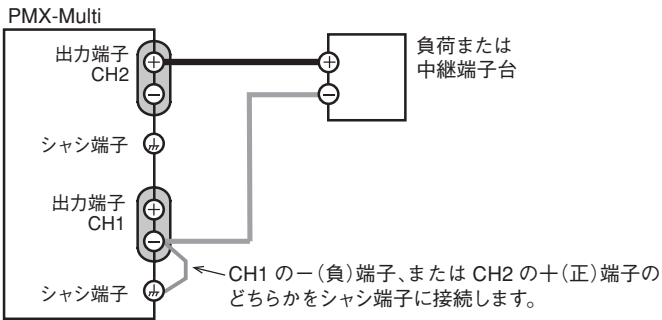 PMX-Multi
出力端子
CH2
+
−
シャシ端子
出力端子
CH1
+
−
シャシ端子
+
−
負荷または
中継端子台
CH1 の－（負）端子、または CH2 の＋（正）端子の
どちらかをシャシ端子に接続します。